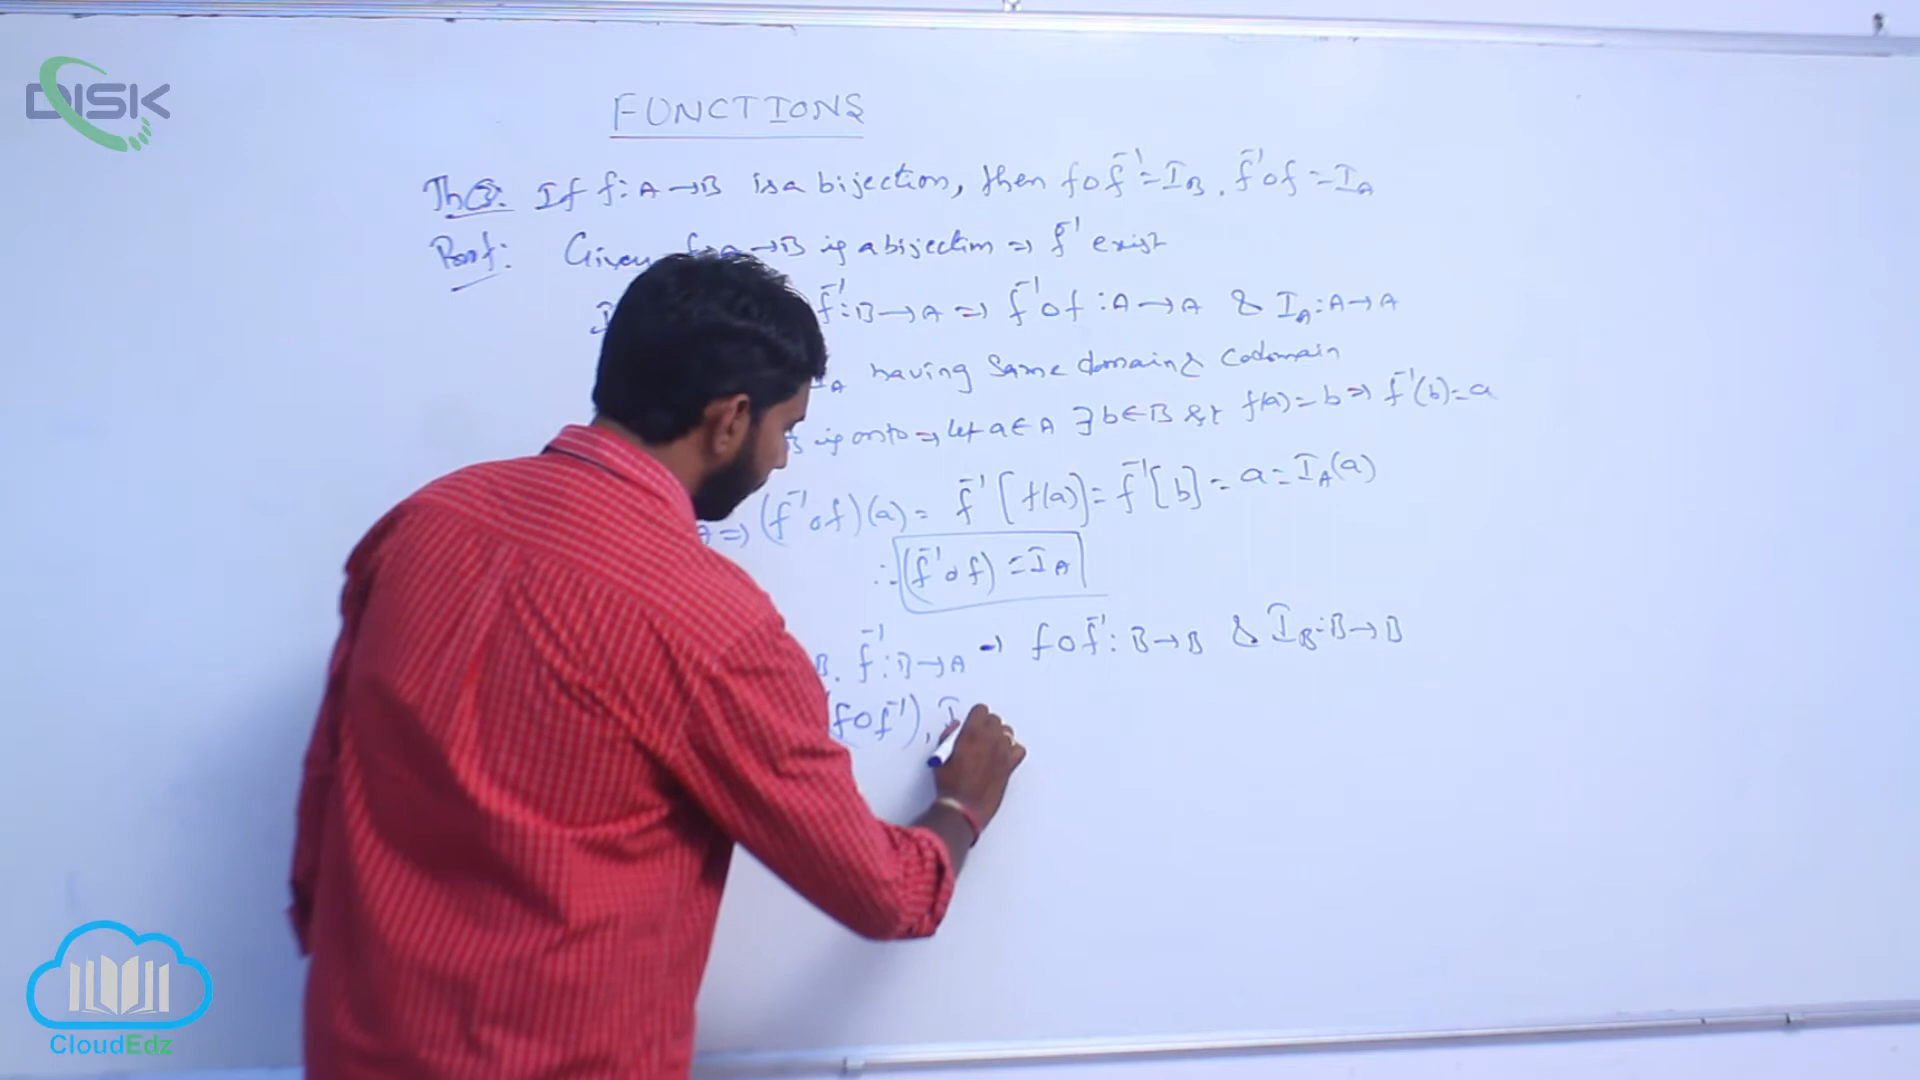 DISK
FUNCTIONS
Th③: If f: A→B is a bijection, then fof⁻¹=I_B, f⁻¹of=I_A
Proof: Given f: A→B is a bijection ⇒ f⁻¹ exist
f⁻¹: B→A ⇒ f⁻¹of: A→A & I_A: A→A
I_A having same domain & codomain
B is onto ⇒ Let a∈A ∃ b∈B f(a)=b ⇒ f⁻¹(b)=a
A ⇒ (f⁻¹of)(a) = f⁻¹[f(a)] = f⁻¹[b] = a = I_A(a)
∴ (f⁻¹of) = I_A
B, f⁻¹: B→A ⇒ fof⁻¹: B→B & I_B: B→B
(fof⁻¹), I
CloudEdz